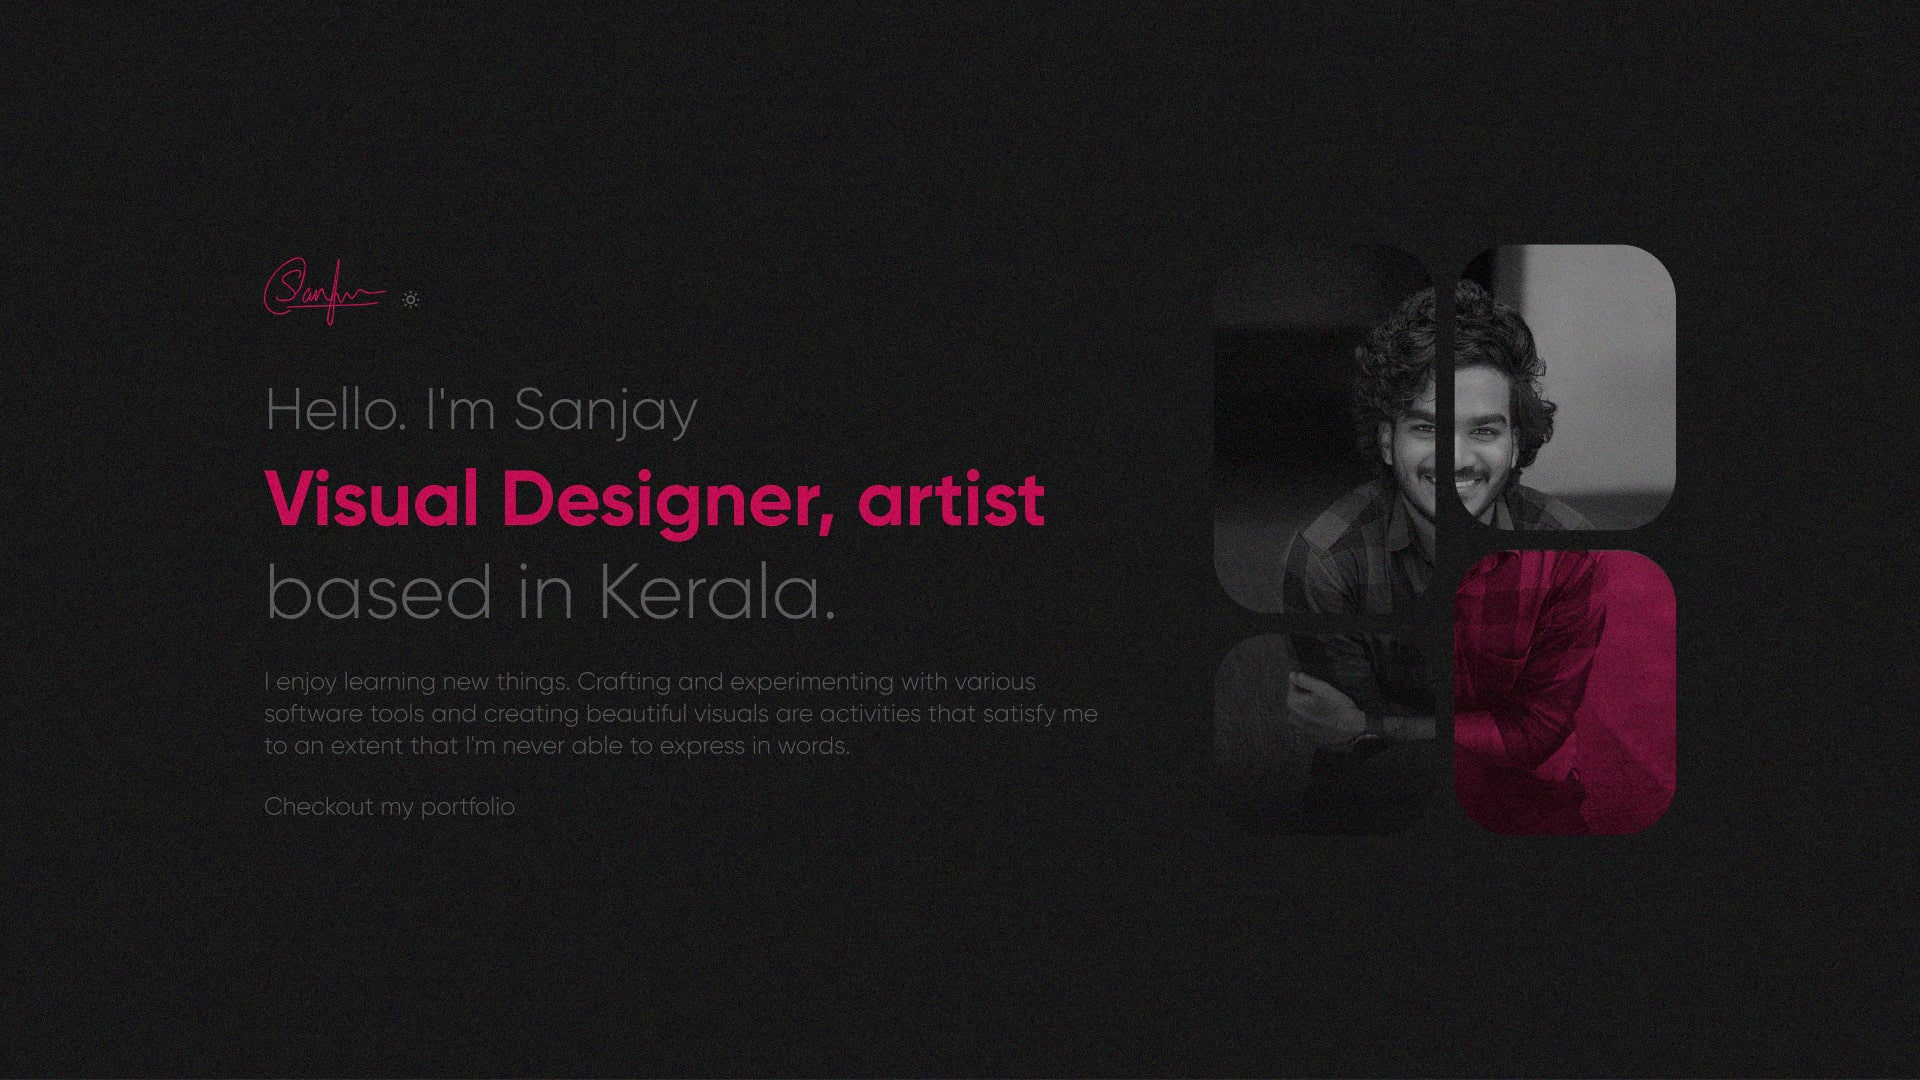 Sanju
Hello. I'm Sanjay
Visual Designer, artist
based in Kerala.
I enjoy learning new things. Crafting and experimenting with various
software tools and creating beautiful visuals are activities that satisfy me
to an extent that I'm never able to express in words.
Checkout my portfolio